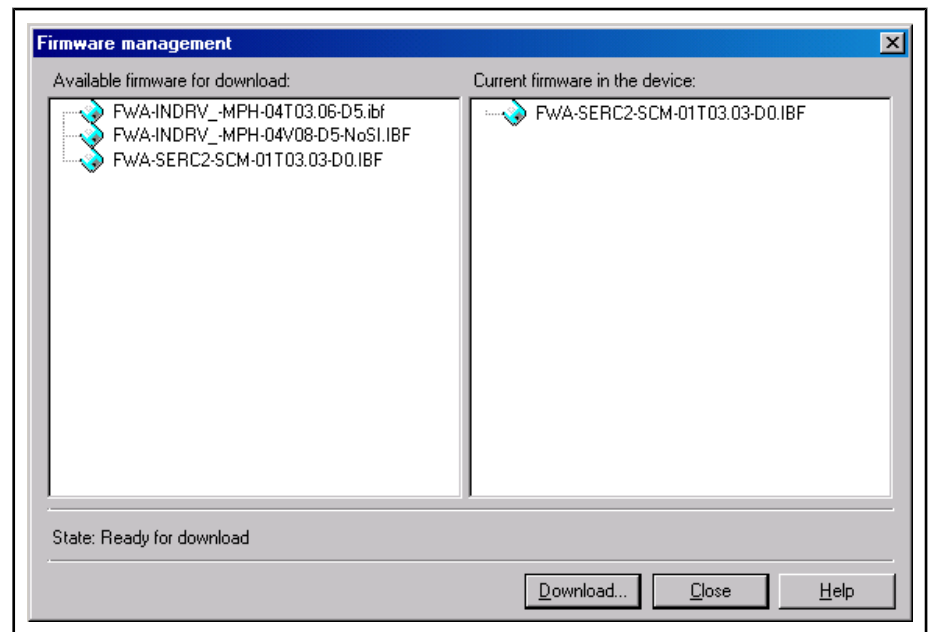 Firmware management
Available firmware for download:
FWA-INDRV_-MPH-04T03.06-D5.ibf
FWA-INDRV_-MPH-04V08-D5-NoSI.IBF
FWA-SERC2-SCM-01T03.03-D0.IBF
Current firmware in the device:
FWA-SERC2-SCM-01T03.03-D0.IBF
State: Ready for download
Download...
Close
Help